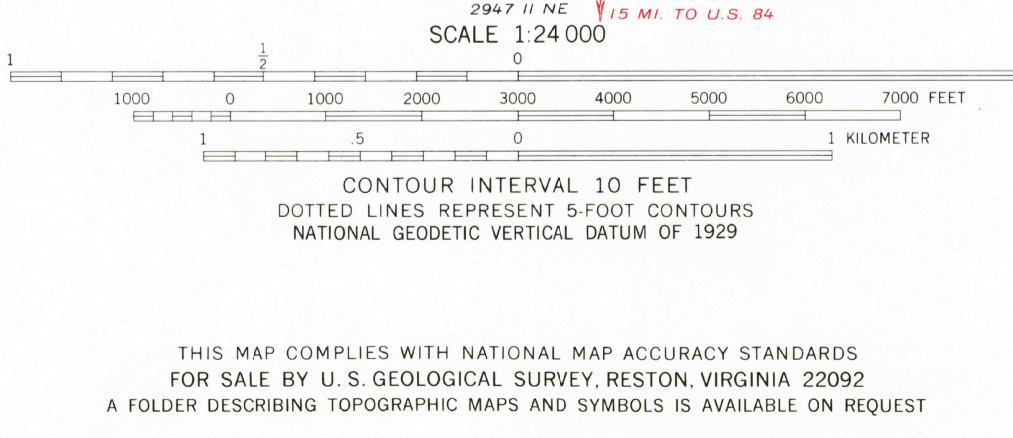 2947 II NE 15 MI. TO U.S. 84
SCALE 1:24 000
1 1/2 0
1000 0 1000 2000 3000 4000 5000 6000 7000 FEET
1 .5 0 1 KILOMETER
CONTOUR INTERVAL 10 FEET
DOTTED LINES REPRESENT 5-FOOT CONTOURS
NATIONAL GEODETIC VERTICAL DATUM OF 1929
THIS MAP COMPLIES WITH NATIONAL MAP ACCURACY STANDARDS
FOR SALE BY U. S. GEOLOGICAL SURVEY, RESTON, VIRGINIA 22092
A FOLDER DESCRIBING TOPOGRAPHIC MAPS AND SYMBOLS IS AVAILABLE ON REQUEST